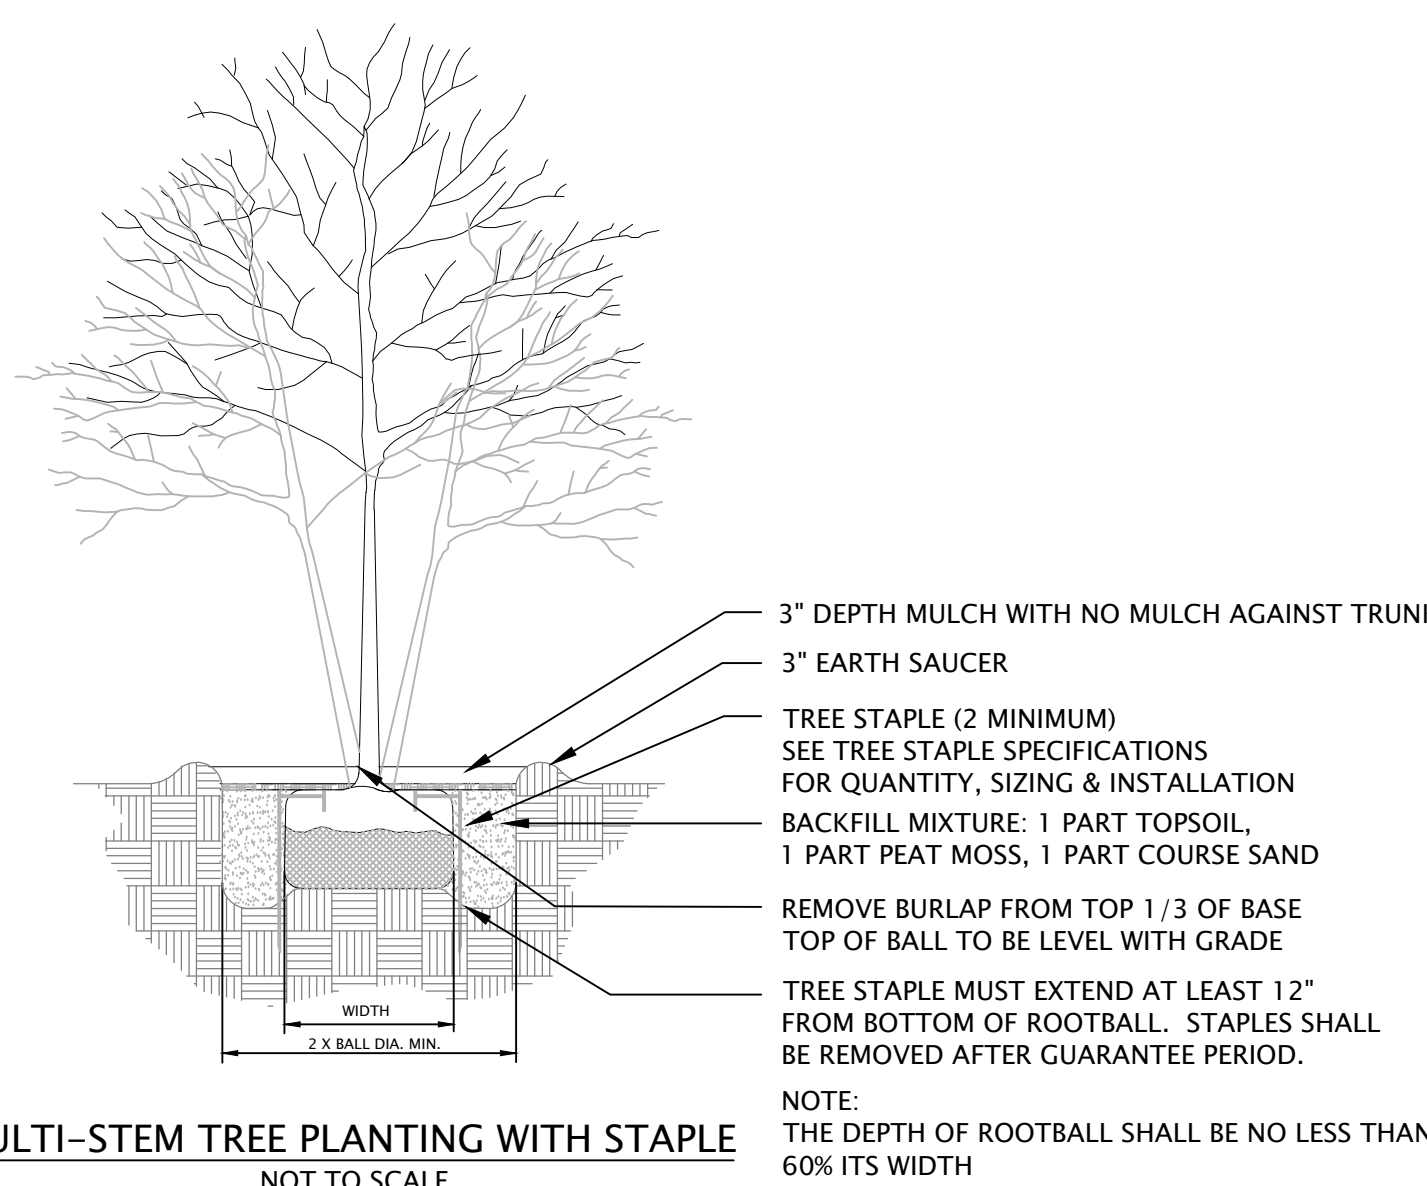 3" DEPTH MULCH WITH NO MULCH AGAINST
3" EARTH SAUCER
TREE STAPLE (2 MINIMUM)
SEE TREE STAPLE SPECIFICATIONS
FOR QUANTITY, SIZING & INSTALLATION
BACKFILL MIXTURE: 1 PART TOPSOIL,
1 PART PEAT MOSS, 1 PART COURSE SAND
REMOVE BURLAP FROM TOP 1/3 OF BASE
TOP OF BALL TO BE LEVEL WITH GRADE
TREE STAPLE MUST EXTEND AT LEAST 12"
FROM BOTTOM OF ROOTBALL. STAPLES SHALL
BE REMOVED AFTER GUARANTEE PERIOD.
NOTE:
THE DEPTH OF ROOTBALL SHALL BE NO LESS THAN
60% ITS WIDTH
WIDTH
2 X BALL DIA. MIN.
ULTI-STEM TREE PLANTING WITH STAPLE
NOT TO SCALE